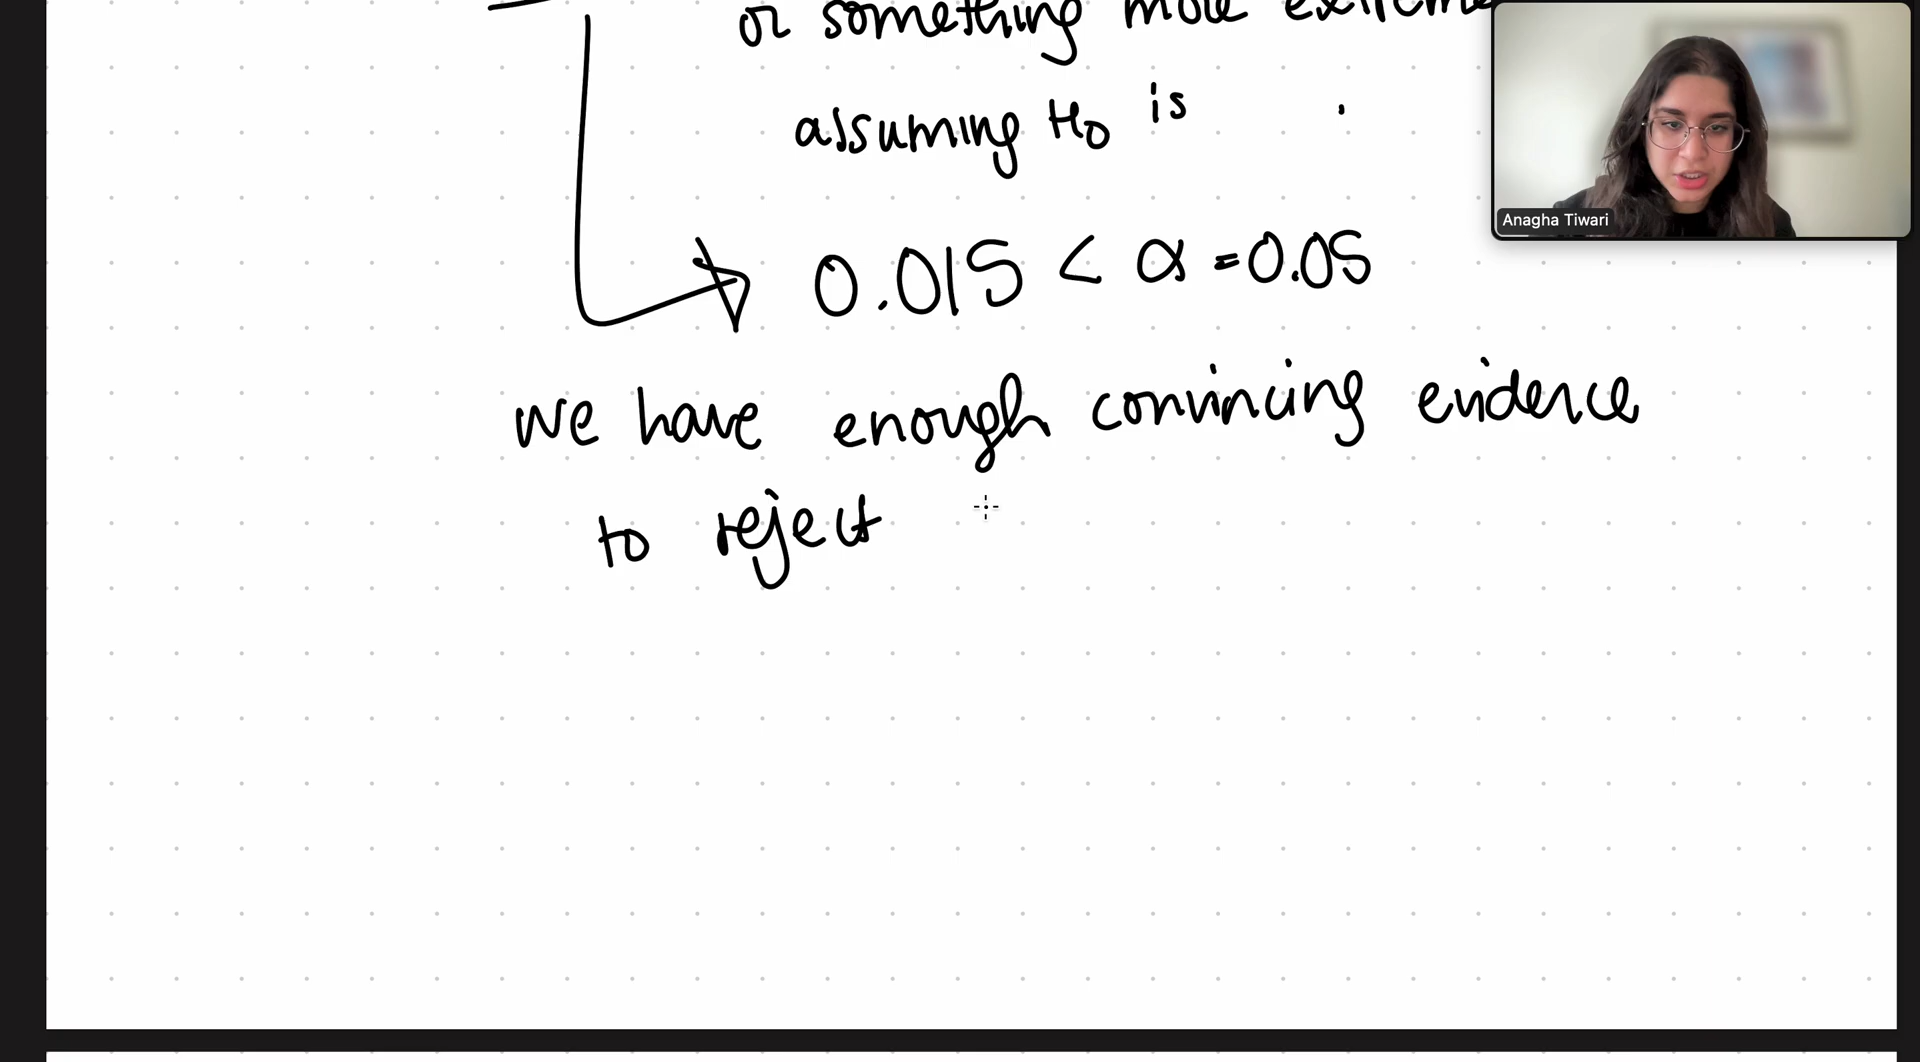 or something more extreme
assuming H0 is .
Anagha Tiwari
0.015 < α = 0.05
we have enough convincing evidence
to reject